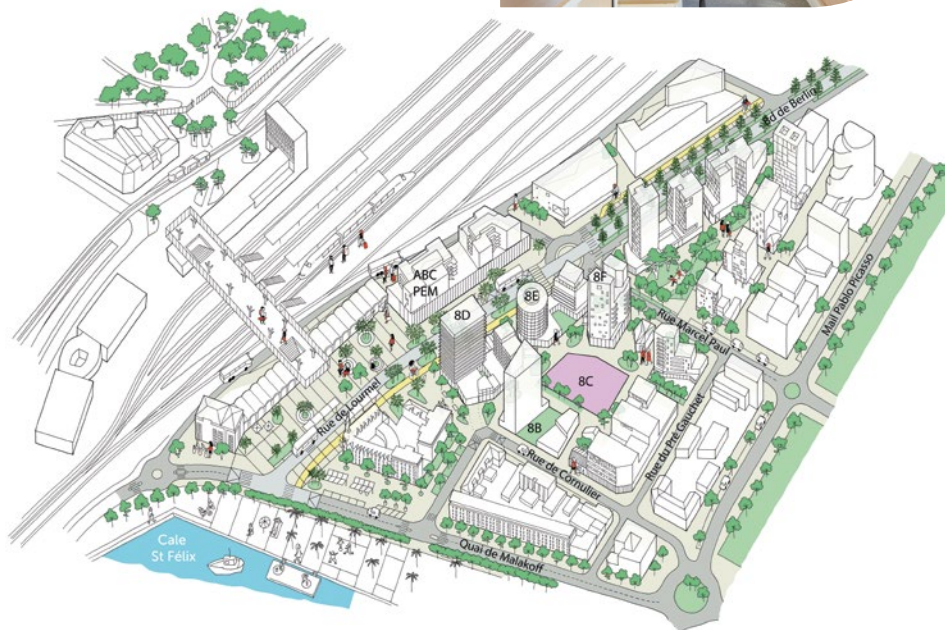 Bd de Berlin
ABC
PEM
8F
8E
8D
Mail Pablo Picasso
Rue Marcel Paul
8C
Rue de Lourmel
8B
Rue du Pré Gauchet
Rue de Cornulier
Cale
St Félix
Quai de Malakoff